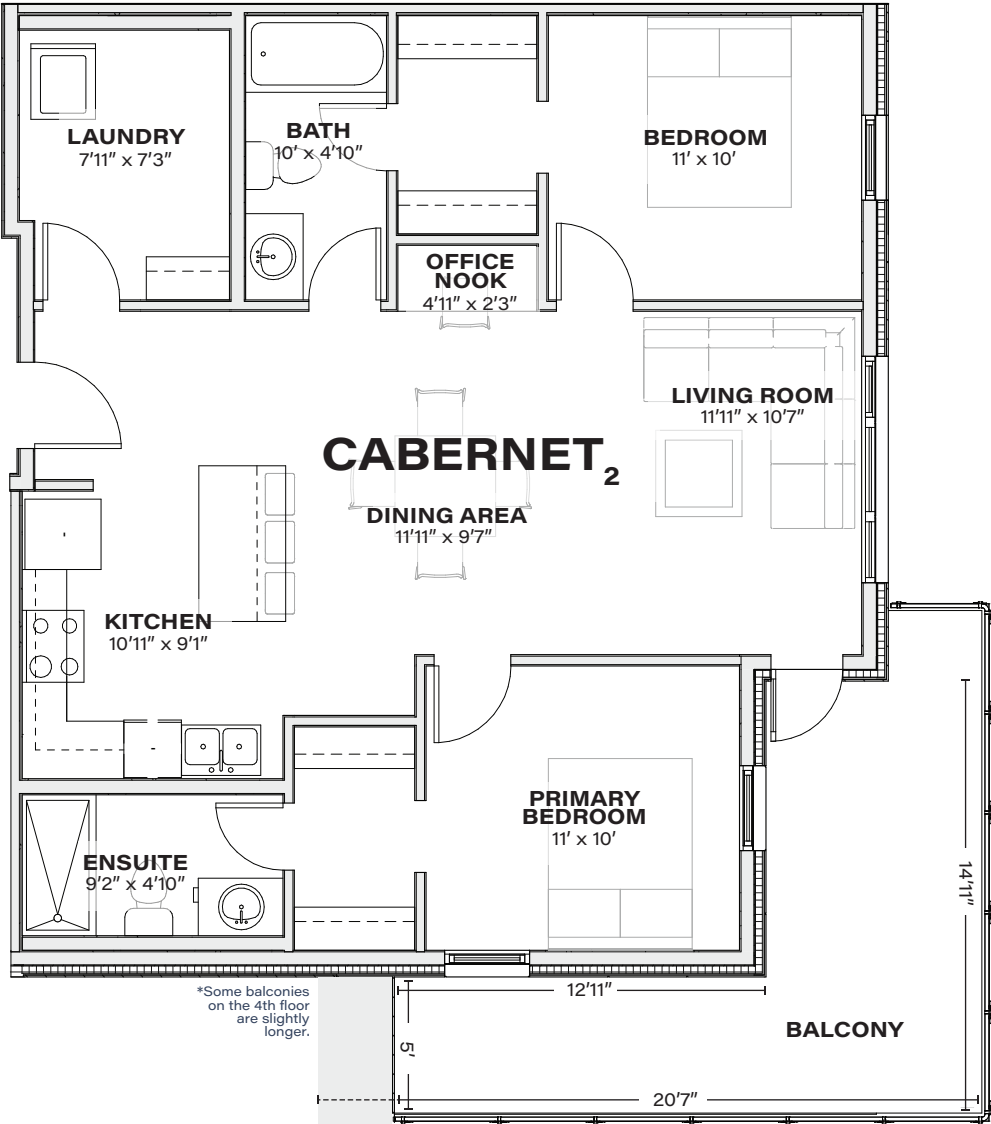 LAUNDRY
7'11" x 7'3"
BATH
10' x 4'10"
BEDROOM
11' x 10'
OFFICE
NOOK
4'11" x 2'3"
LIVING ROOM
11'11" x 10'7"
CABERNET2
DINING AREA
11'11" x 9'7"
KITCHEN
10'11" x 9'1"
PRIMARY
BEDROOM
11' x 10'
ENSUITE
9'2" x 4'10"
14'11"
*Some balconies
on the 4th floor
are slightly
longer.
12'11"
BALCONY
5'
20'7"